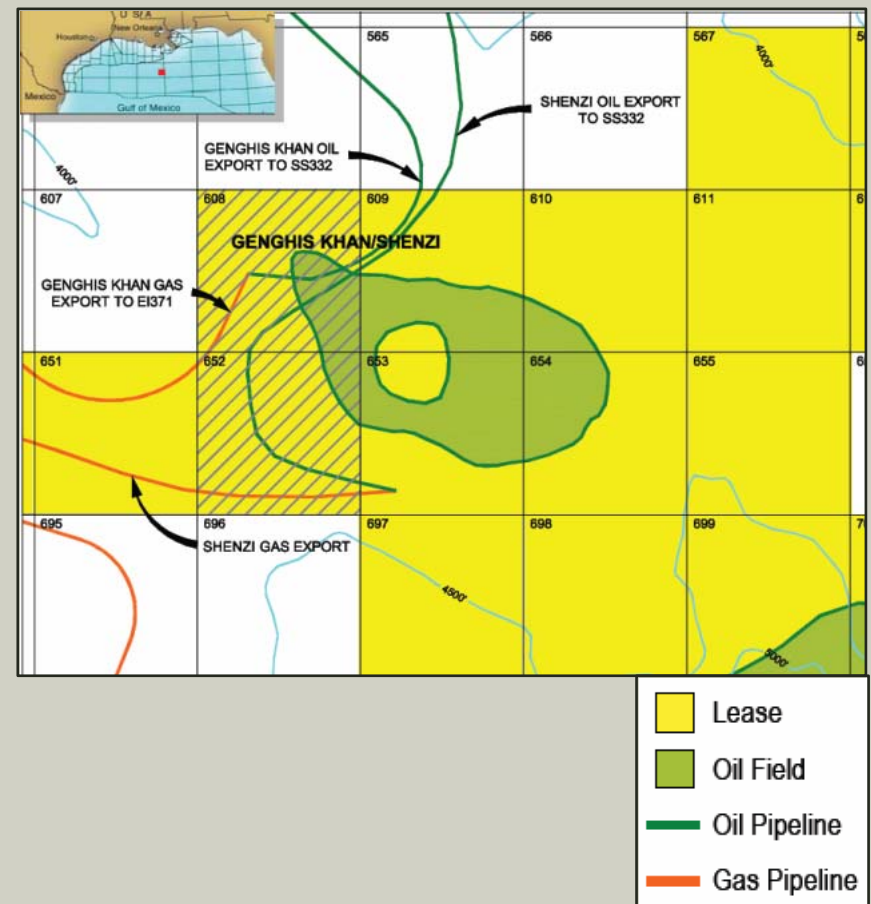 U S A
Houston
New Orleans
Mexico
Gulf of Mexico
565
566
567
4000'
SHENZI OIL EXPORT
TO SS332
GENGHIS KHAN OIL
EXPORT TO SS332
4000'
607
608
609
610
611
GENGHIS KHAN/SHENZI
GENGHIS KHAN GAS
EXPORT TO EI371
651
652
653
654
655
695
696
697
698
699
SHENZI GAS EXPORT
4500'
5000'
Lease
Oil Field
Oil Pipeline
Gas Pipeline